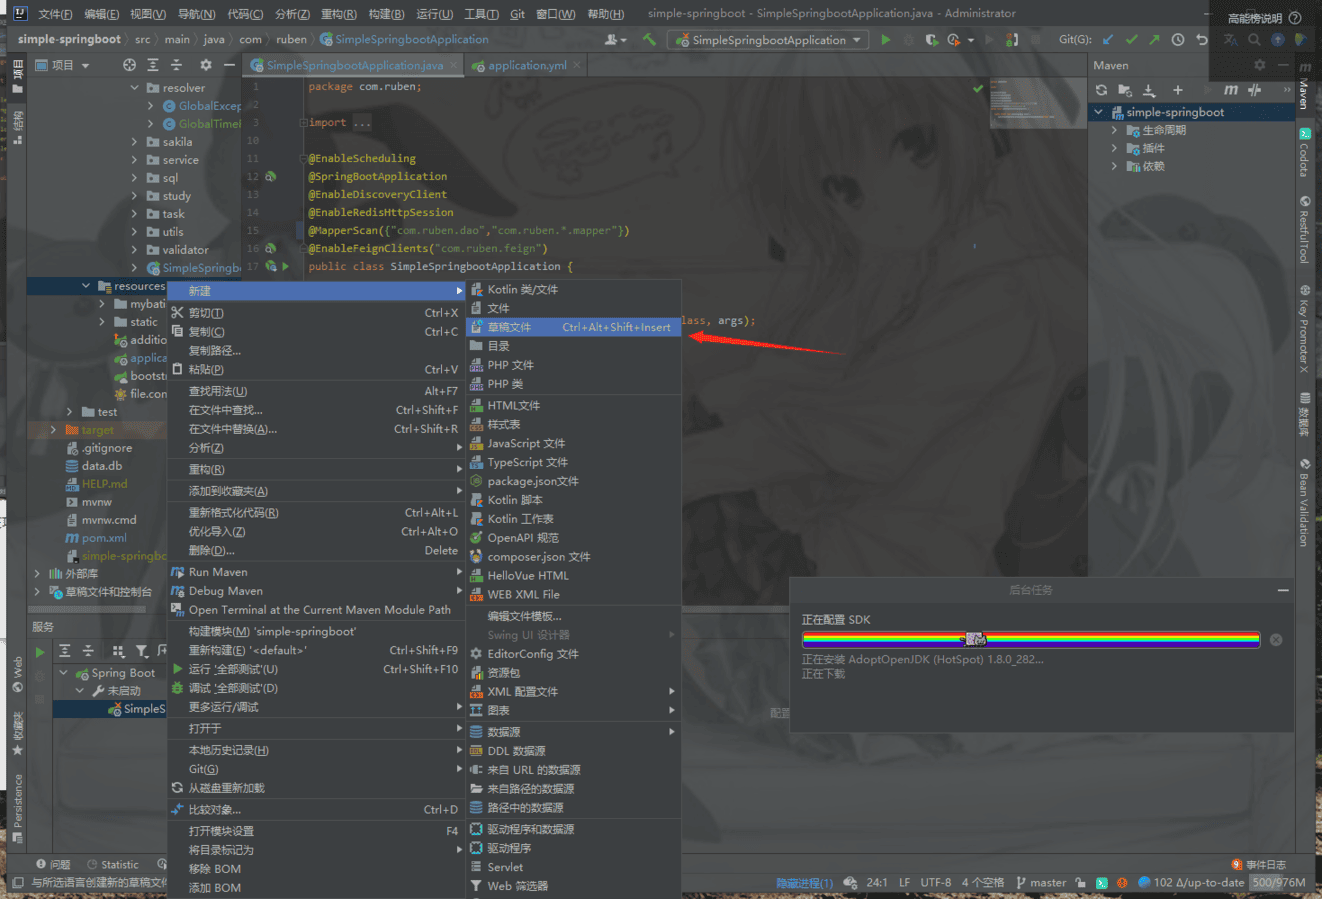 文件(F) 编辑(E) 视图(V) 导航(N) 代码(C) 分析(Z) 重构(R) 构建(B) 运行(U) 工具(T) Git 窗口(W) 帮助(H) simple-springboot - SimpleSpringbootApplication.java - Administrator
高能榜说明
simple-springboot src main java com ruben SimpleSpringbootApplication
SimpleSpringbootApplication
Git(G):
项目
SimpleSpringbootApplication.java
application.yml
Maven
项目
结构
resolver
GlobalExcep
GlobalTimeF
sakila
service
sql
study
task
utils
validator
SimpleSpringb
resources
mybati
static
additio
applica
bootst
file.con
test
target
.gitignore
data.db
HELP.md
mvnw
mvnw.cmd
pom.xml
simple-springbo
外部库
草稿文件和控制台
1 package com.ruben;
2
3 import ...
10
11 @EnableScheduling
12 @SpringBootApplication
13 @EnableDiscoveryClient
14 @EnableRedisHttpSession
15 @MapperScan({"com.ruben.dao","com.ruben.*.mapper"})
16 @EnableFeignClients("com.ruben.feign")
17 public class SimpleSpringbootApplication {
lass, args);
新建
剪切(T) Ctrl+X
复制(C) Ctrl+C
复制路径...
粘贴(P) Ctrl+V
查找用法(U) Alt+F7
在文件中查找... Ctrl+Shift+F
在文件中替换(A)... Ctrl+Shift+R
分析(Z)
重构(R)
添加到收藏夹(A)
重新格式化代码(R) Ctrl+Alt+L
优化导入(Z) Ctrl+Alt+O
删除(D)... Delete
Run Maven
Debug Maven
Open Terminal at the Current Maven Module Path
构建模块(M) 'simple-springboot'
重新构建(E) '<default>' Ctrl+Shift+F9
运行 '全部测试'(U) Ctrl+Shift+F10
调试 '全部测试'(D)
更多运行/调试
打开于
本地历史记录(H)
Git(G)
从磁盘重新加载
比较对象... Ctrl+D
打开模块设置 F4
将目录标记为
移除 BOM
添加 BOM
Kotlin 类/文件
文件
草稿文件 Ctrl+Alt+Shift+Insert
目录
PHP 文件
PHP 类
HTML文件
样式表
JavaScript 文件
TypeScript 文件
package.json文件
Kotlin 脚本
Kotlin 工作表
OpenAPI 规范
composer.json 文件
HelloVue HTML
WEB XML File
编辑文件模板...
Swing UI 设计器
EditorConfig 文件
资源包
XML 配置文件
图表
数据源
DDL 数据源
来自 URL 的数据源
来自路径的数据源
路径中的数据源
驱动程序和数据源
驱动程序
Servlet
Web 筛选器
simple-springboot
生命周期
插件
依赖
Maven
Codota
RestfulTool
Key Promoter X
数据库
Bean Validation
后台任务
正在配置 SDK
正在安装 AdoptOpenJDK (HotSpot) 1.8.0_282...
正在下载
配置
服务
Spring Boot
未启动
SimpleS
Web
收藏夹
Persistence
问题
Statistic
事件日志
与所选语言创建新的草稿文件
隐藏进程(1) 24:1 LF UTF-8 4 个空格 master 102 Δ/up-to-date 500/976M